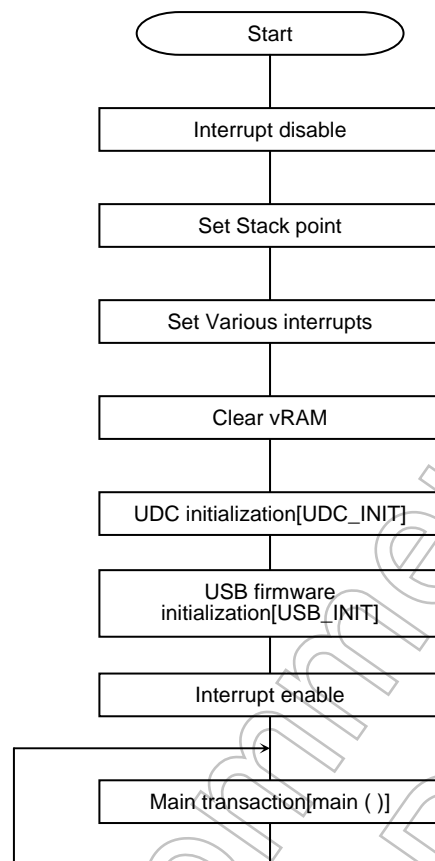 Start
Interrupt disable
Set Stack point
Set Various interrupts
Clear vRAM
UDC initialization[UDC_INIT]
USB firmware
initialization[USB_INIT]
Interrupt enable
Main transaction[main ( )]